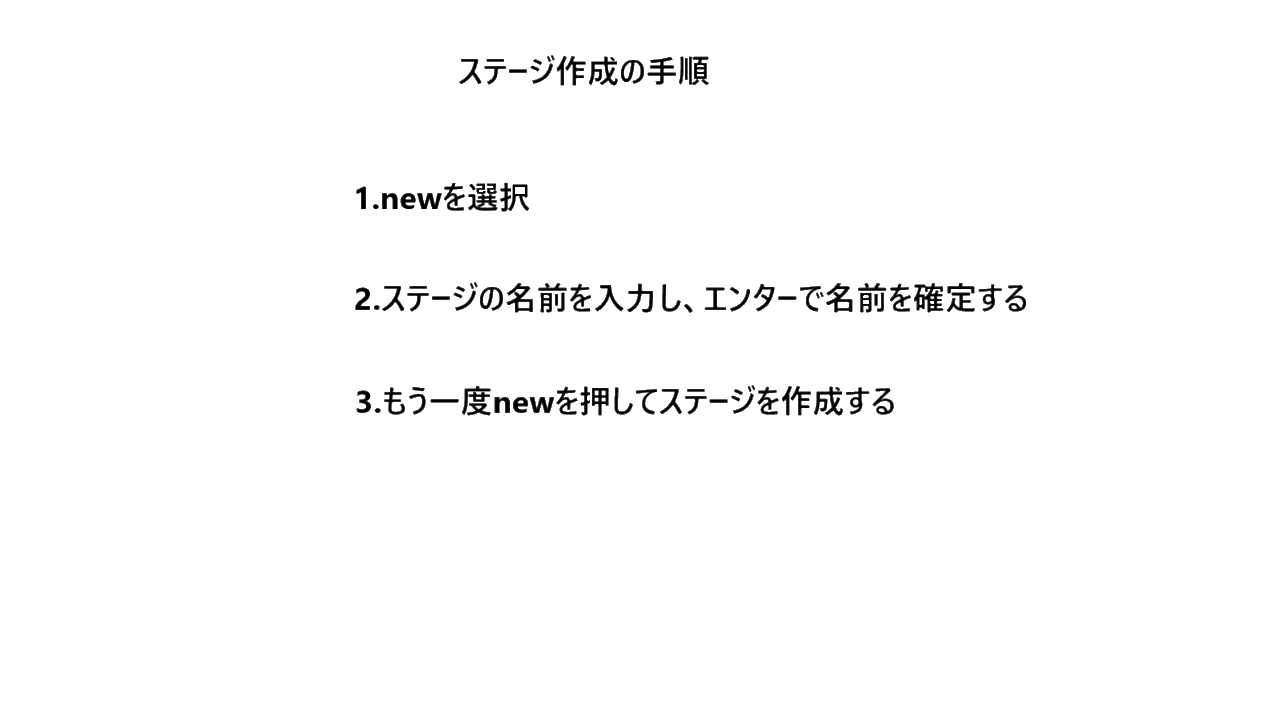 ステージ作成の手順
1.newを選択
2.ステージの名前を入力し、エンターで名前を確定する
3.もう一度newを押してステージを作成する